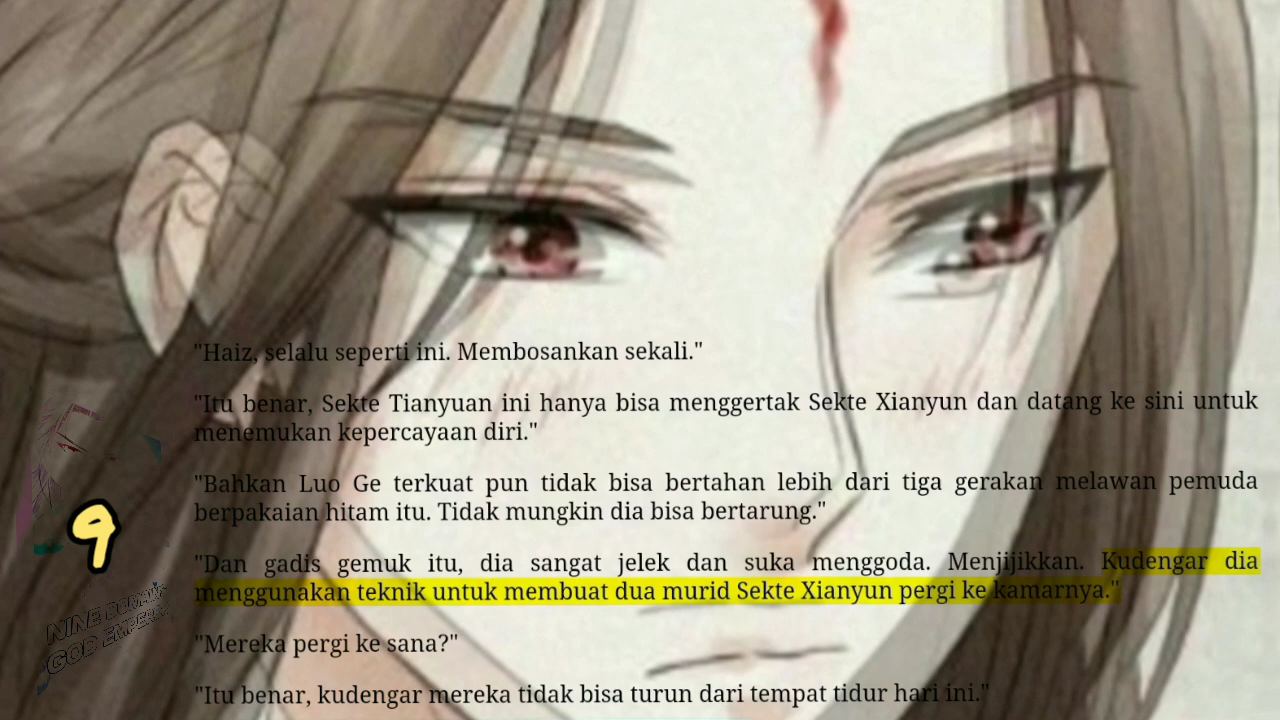 "Haiz, selalu seperti ini. Membosankan sekali."
"Itu benar, Sekte Tianyuan ini hanya bisa menggertak Sekte Xianyun dan datang ke sini untuk
menemukan kepercayaan diri."
"Bahkan Luo Ge terkuat pun tidak bisa bertahan lebih dari tiga gerakan melawan pemuda
berpakaian hitam itu. Tidak mungkin dia bisa bertarung."
"Dan gadis gemuk itu, dia sangat jelek dan suka menggoda. Menjijikkan. Kudengar dia
menggunakan teknik untuk membuat dua murid Sekte Xianyun pergi ke kamarnya."
"Mereka pergi ke sana?"
"Itu benar, kudengar mereka tidak bisa turun dari tempat tidur hari ini."
9
NINE
GOD EMPEROR